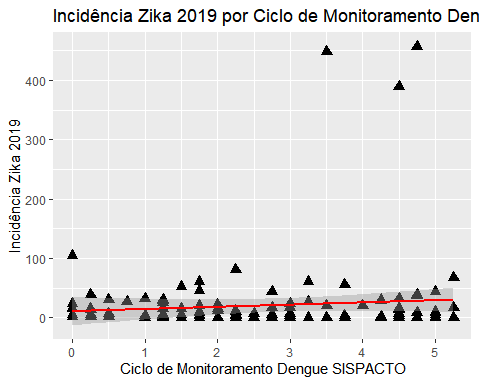 Incidência Zika 2019 por Ciclo de Monitoramento Den
Incidência Zika 2019
400
300
200
100
0
0 1 2 3 4 5
Ciclo de Monitoramento Dengue SISPACTO